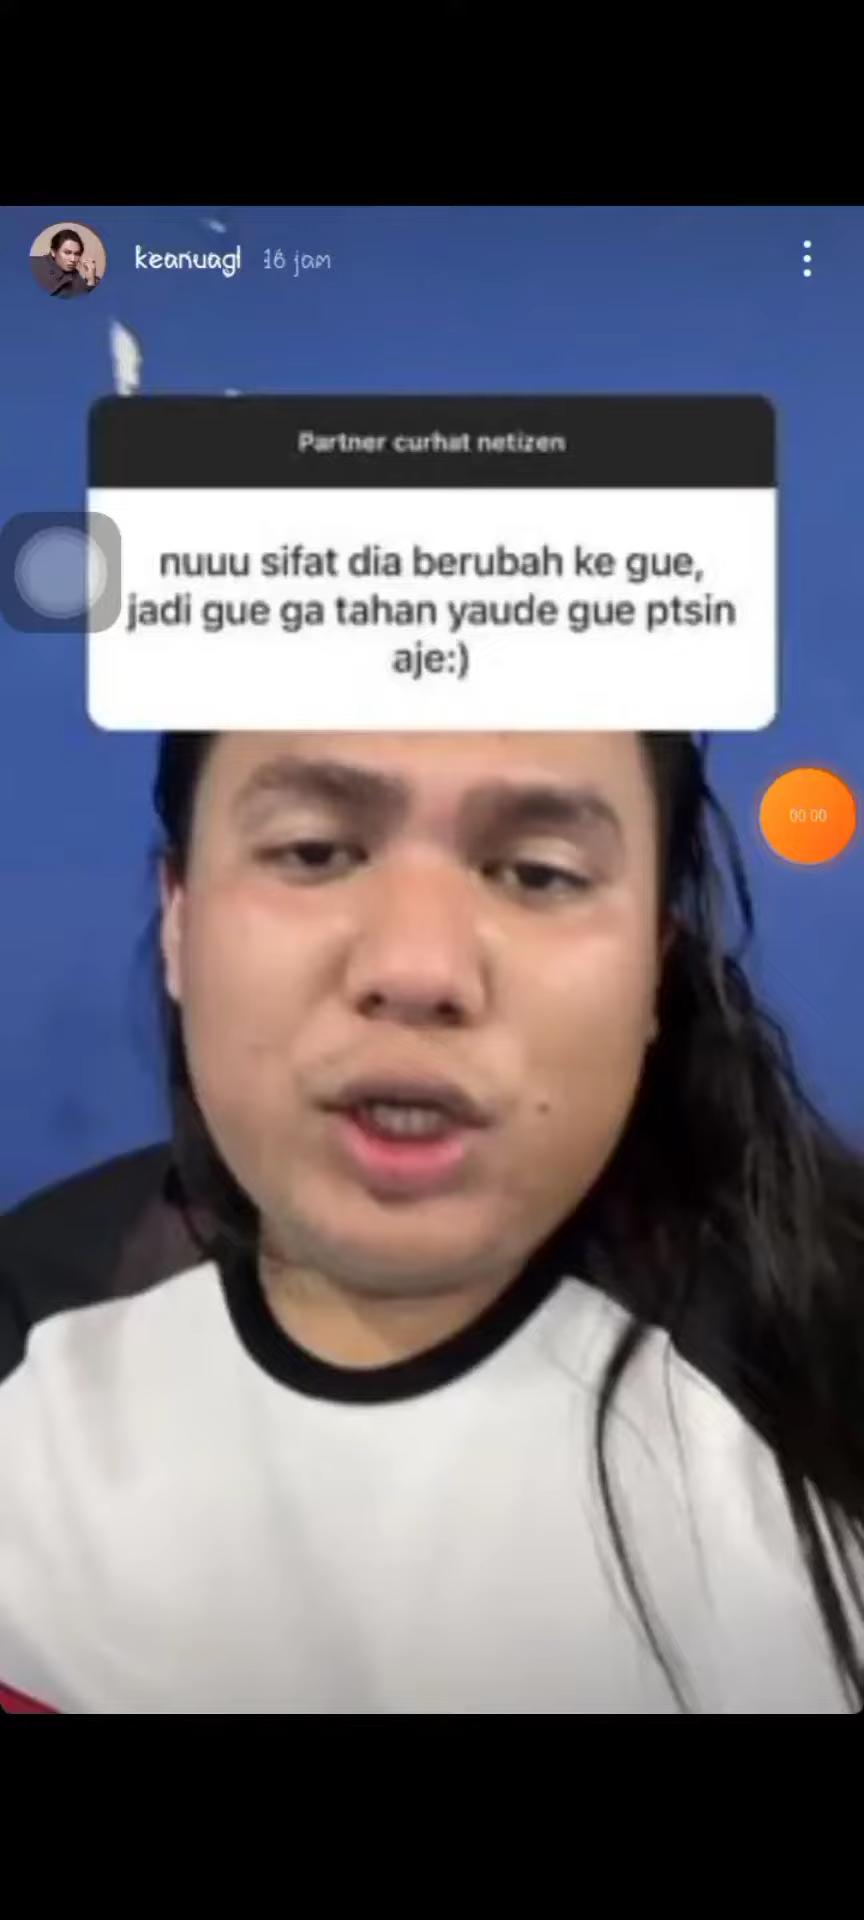 keanuagl 16 jam
Partner curhat netizen
nuuu sifat dia berubah ke gue,
jadi gue ga tahan yaude gue ptsin
aje:)
00:00